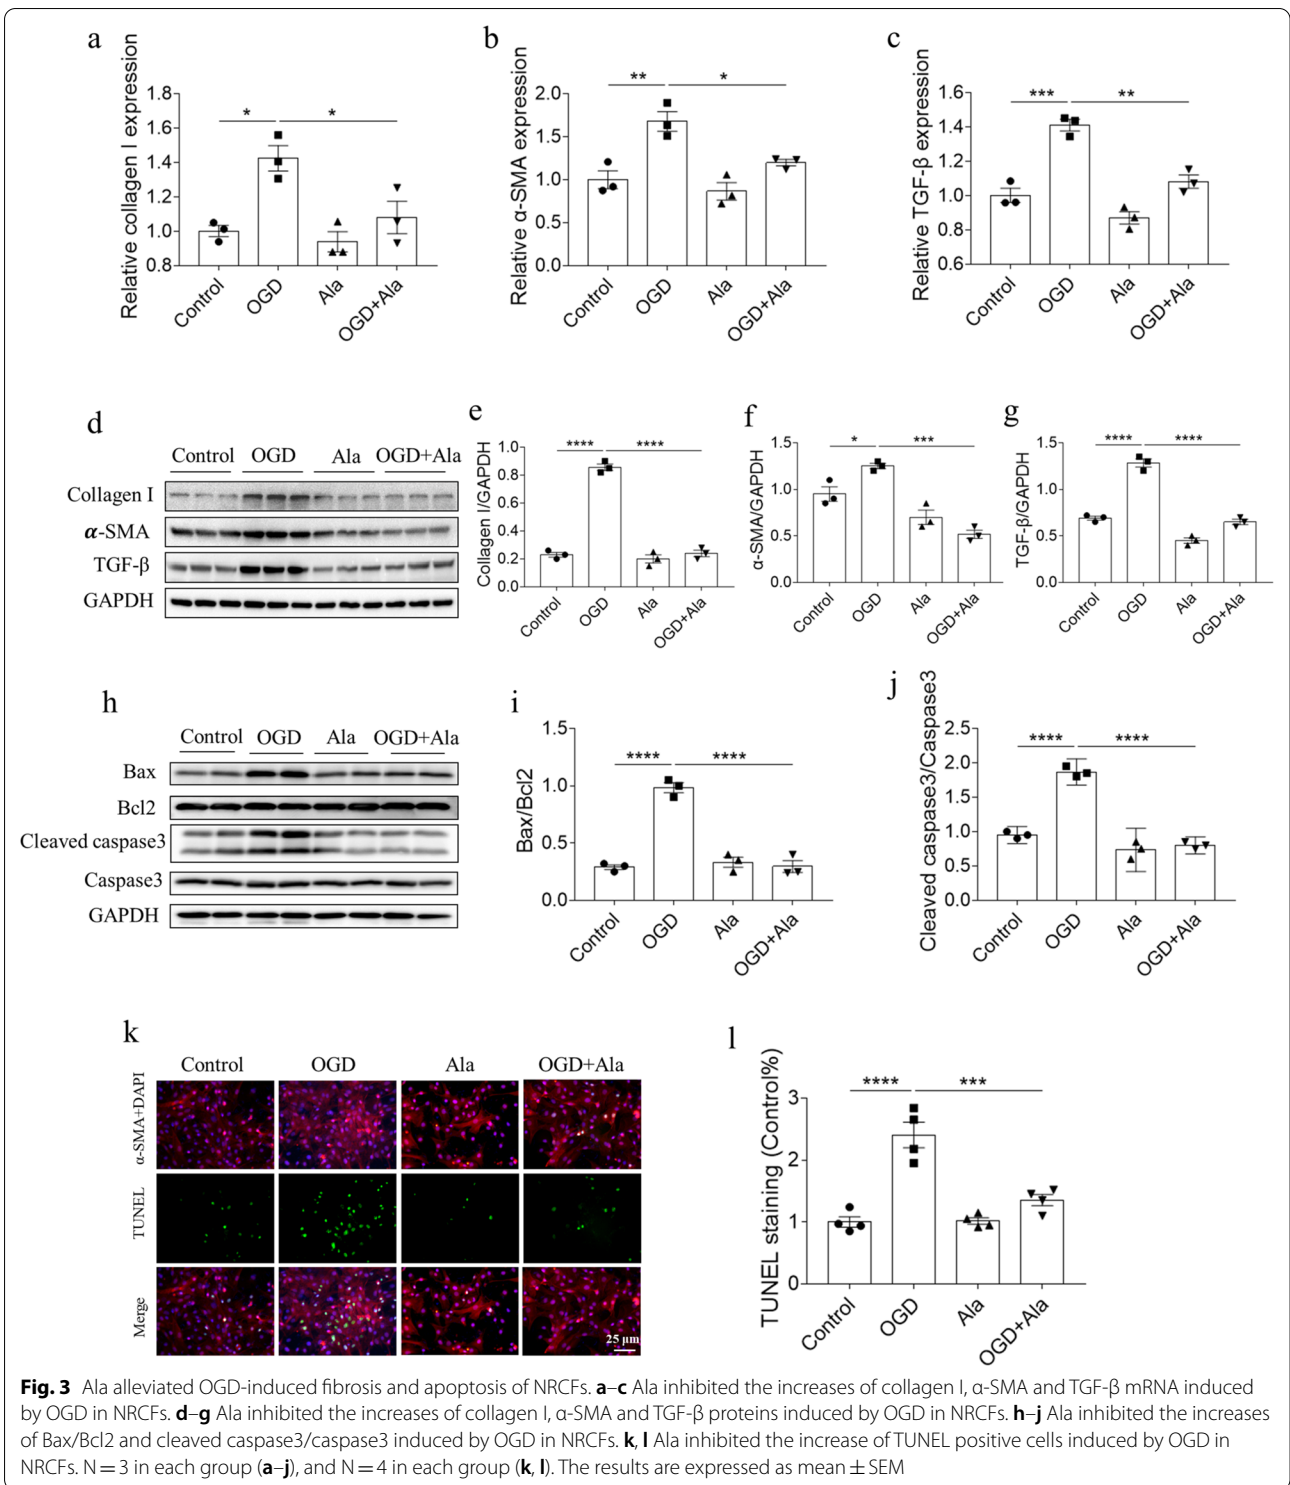 a
Relative collagen I expression
1.8
1.6
1.4
1.2
1.0
0.8
*
*
Control
OGD
Ala
OGD+Ala
b
Relative α-SMA expression
2.0
1.5
1.0
0.5
0.0
**
*
Control
OGD
Ala
OGD+Ala
c
Relative TGF-β expression
1.6
1.4
1.2
1.0
0.8
0.6
***
**
Control
OGD
Ala
OGD+Ala
d
Control OGD Ala OGD+Ala
Collagen I
α-SMA
TGF-β
GAPDH
e
Collagen I/GAPDH
1.0
0.8
0.6
0.4
0.2
0.0
****
****
Control
OGD
Ala
OGD+Ala
f
α-SMA/GAPDH
1.5
1.0
0.5
0.0
*
***
Control
OGD
Ala
OGD+Ala
g
TGF-β/GAPDH
1.5
1.0
0.5
0.0
****
****
Control
OGD
Ala
OGD+Ala
h
Control OGD Ala OGD+Ala
Bax
Bcl2
Cleaved caspase3
Caspase3
GAPDH
i
Bax/Bcl2
1.5
1.0
0.5
0.0
****
****
Control
OGD
Ala
OGD+Ala
j
Cleaved caspase3/Caspase3
2.5
2.0
1.5
1.0
0.5
0.0
****
****
Control
OGD
Ala
OGD+Ala
k
Control OGD Ala OGD+Ala
α-SMA+DAPI
TUNEL
Merge
25 μm
l
TUNEL staining (Control%)
3
2
1
0
****
***
Control
OGD
Ala
OGD+Ala
Fig. 3 Ala alleviated OGD-induced fibrosis and apoptosis of NRCFs. a–c Ala inhibited the increases of collagen I, α-SMA and TGF-β mRNA induced
by OGD in NRCFs. d–g Ala inhibited the increases of collagen I, α-SMA and TGF-β proteins induced by OGD in NRCFs. h–j Ala inhibited the increases
of Bax/Bcl2 and cleaved caspase3/caspase3 induced by OGD in NRCFs. k, l Ala inhibited the increase of TUNEL positive cells induced by OGD in
NRCFs. N = 3 in each group (a–j), and N = 4 in each group (k, l). The results are expressed as mean ± SEM